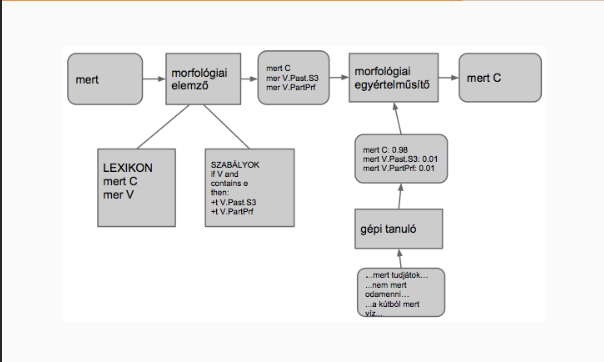 mert
morfológiai
elemző
mert C
mer V.Past.S3
mer V.PartPrf
morfológiai
egyértelműsítő
mert C
LEXIKON
mert C
mer V
SZABÁLYOK
if V and
contains e
then:
+t V.Past.S3
+t V.PartPrf
mert C: 0.98
mert V.Past.S3: 0.01
mert V.PartPrf: 0.01
gépi tanuló
...mert tudjátok...
...nem mert
odamenni...
...a kútból mert
víz...